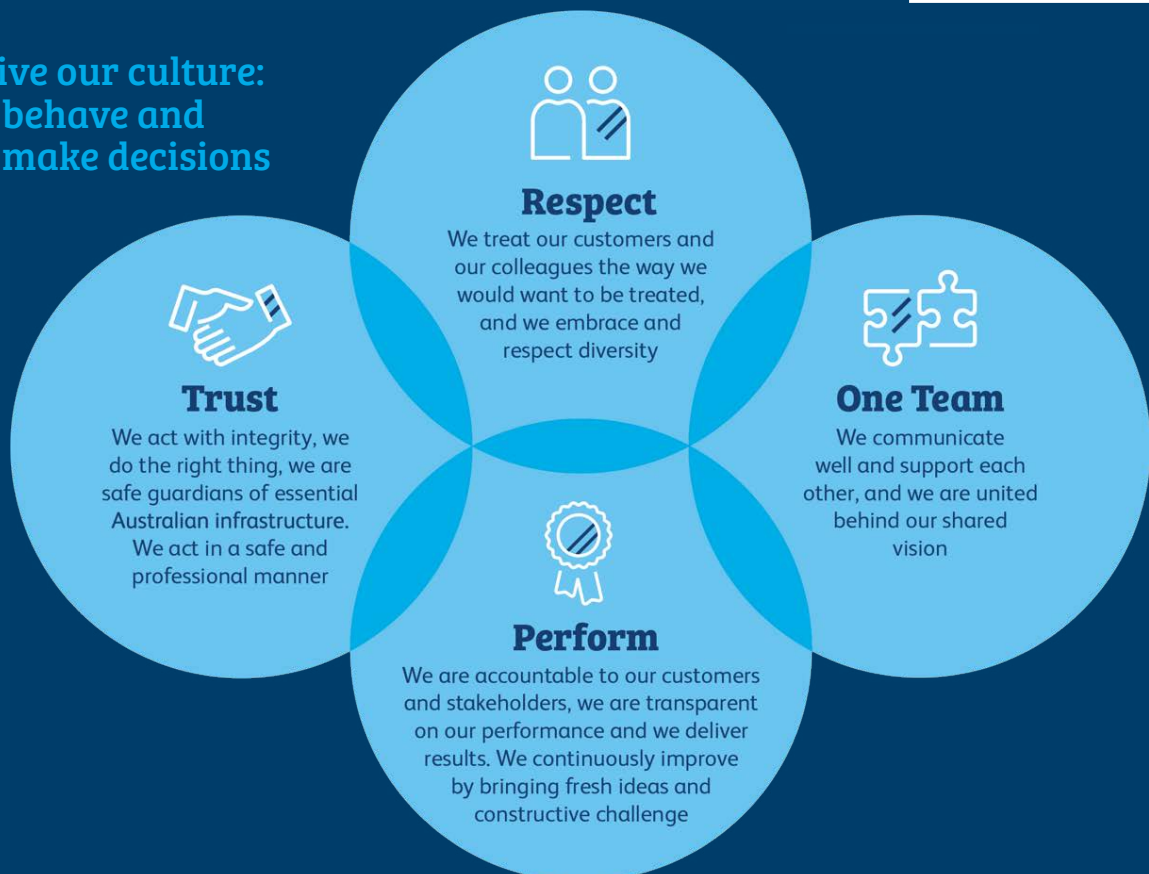 ive our culture:
behave and
make decisions
Respect
We treat our customers and
our colleagues the way we
would want to be treated,
and we embrace and
respect diversity
Trust
We act with integrity, we
do the right thing, we are
safe guardians of essential
Australian infrastructure.
We act in a safe and
professional manner
One Team
We communicate
well and support each
other, and we are united
behind our shared
vision
Perform
We are accountable to our customers
and stakeholders, we are transparent
on our performance and we deliver
results. We continuously improve
by bringing fresh ideas and
constructive challenge